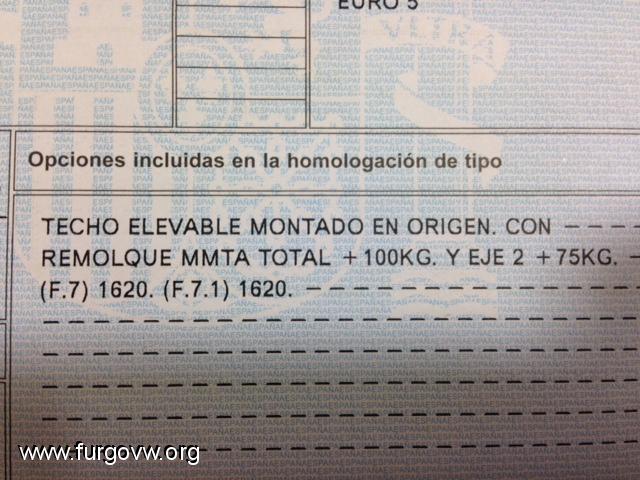 EURO 5
Opciones incluidas en la homologación de tipo
TECHO ELEVABLE MONTADO EN ORIGEN. CON – – –
REMOLQUE MMTA TOTAL +100KG. Y EJE 2 +75KG. –
(F.7) 1620. (F.7.1) 1620. – – – – – – – – – – – –
www.furgovw.org